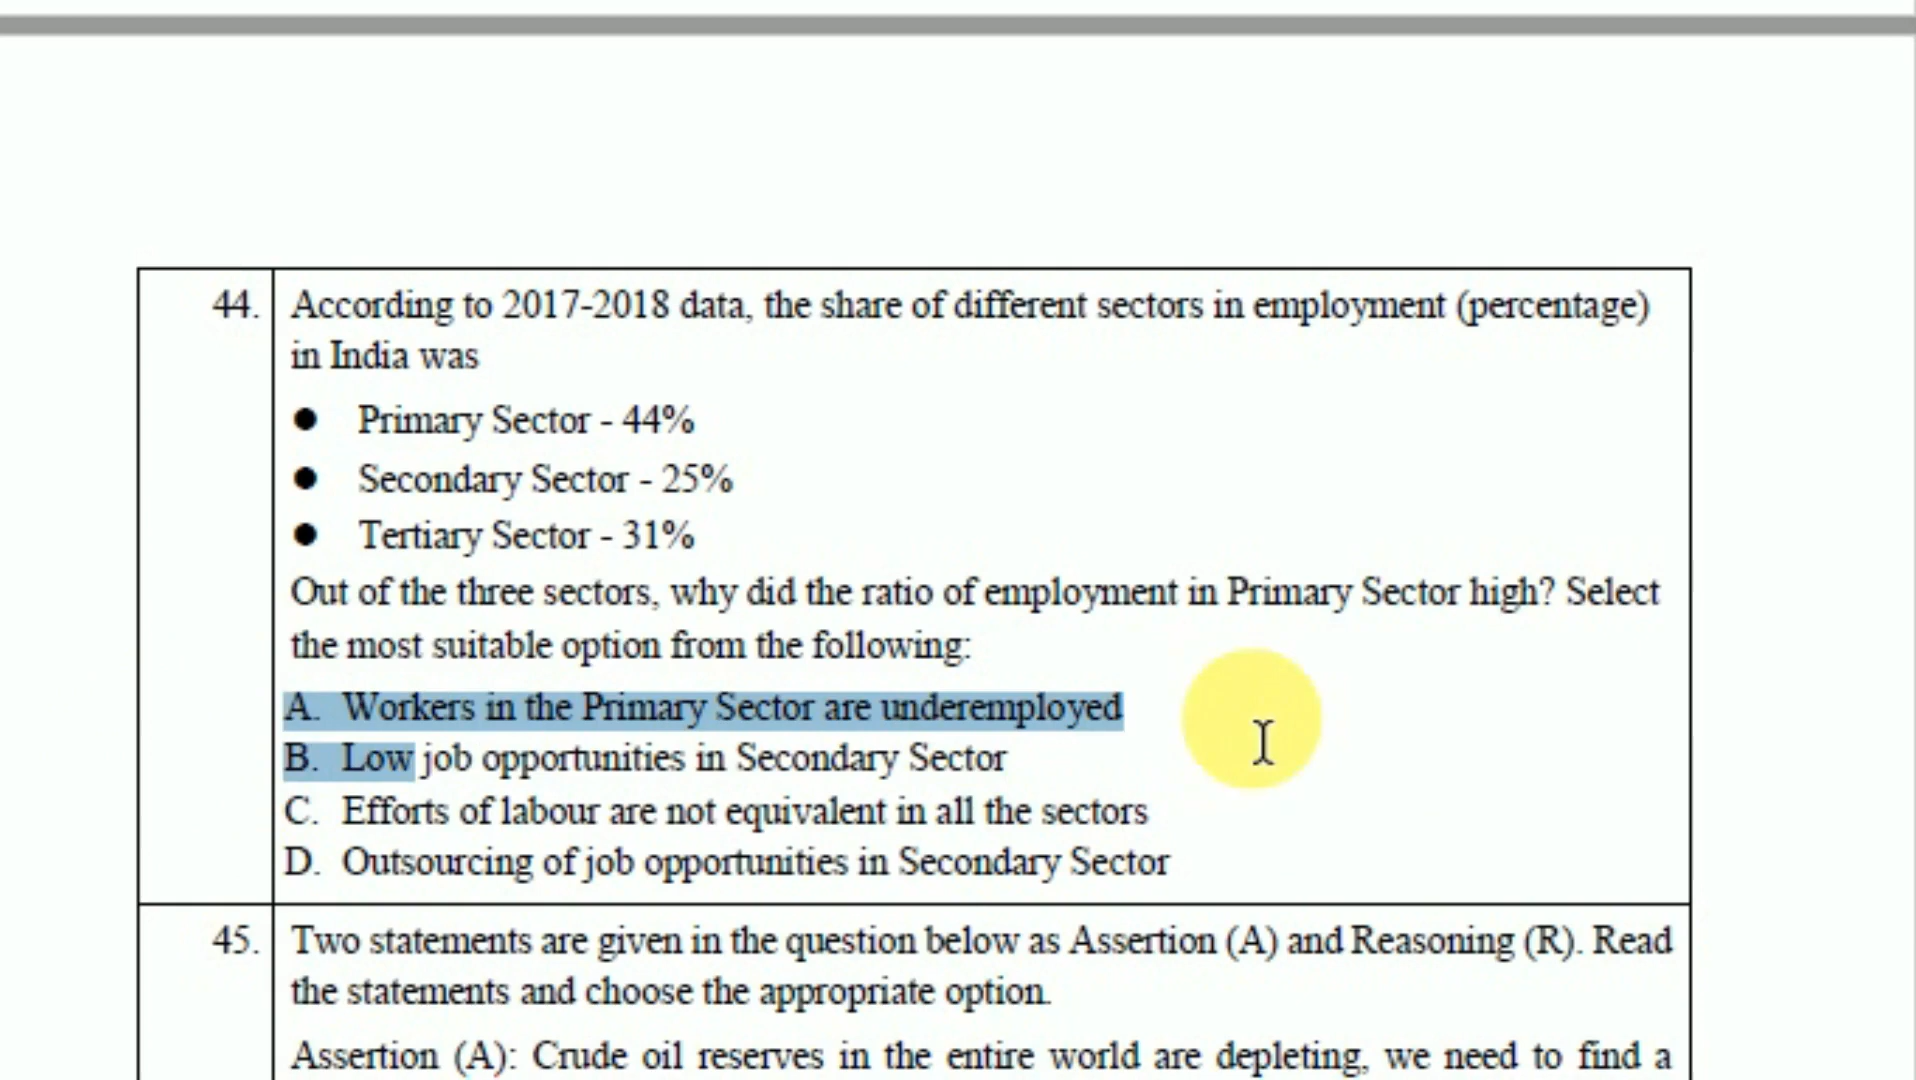 44. According to 2017-2018 data, the share of different sectors in employment (percentage)
in India was
● Primary Sector - 44%
● Secondary Sector - 25%
● Tertiary Sector - 31%
Out of the three sectors, why did the ratio of employment in Primary Sector high? Select
the most suitable option from the following:
A. Workers in the Primary Sector are underemployed
B. Low job opportunities in Secondary Sector
C. Efforts of labour are not equivalent in all the sectors
D. Outsourcing of job opportunities in Secondary Sector
45. Two statements are given in the question below as Assertion (A) and Reasoning (R). Read
the statements and choose the appropriate option.
Assertion (A): Crude oil reserves in the entire world are depleting, we need to find a